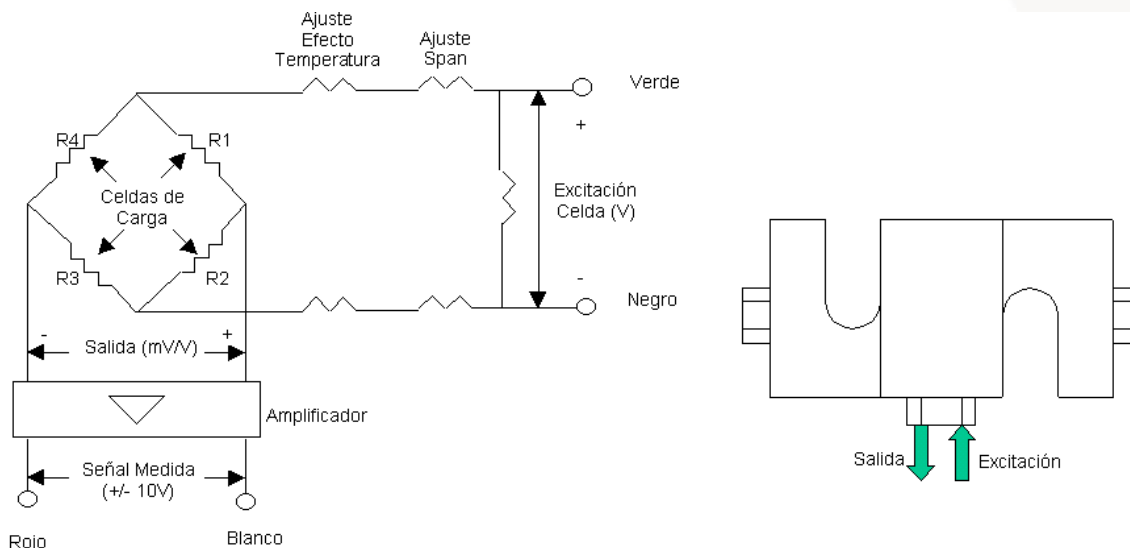 Ajuste
Efecto
Temperatura
Ajuste
Span
Verde
+
R4
R1
Celdas de
Carga
Excitación
Celda (V)
R3
R2
-
Negro
-
+
Salida (mV/V)
Amplificador
Señal Medida
(+/- 10V)
Rojo
Blanco
Salida
Excitación